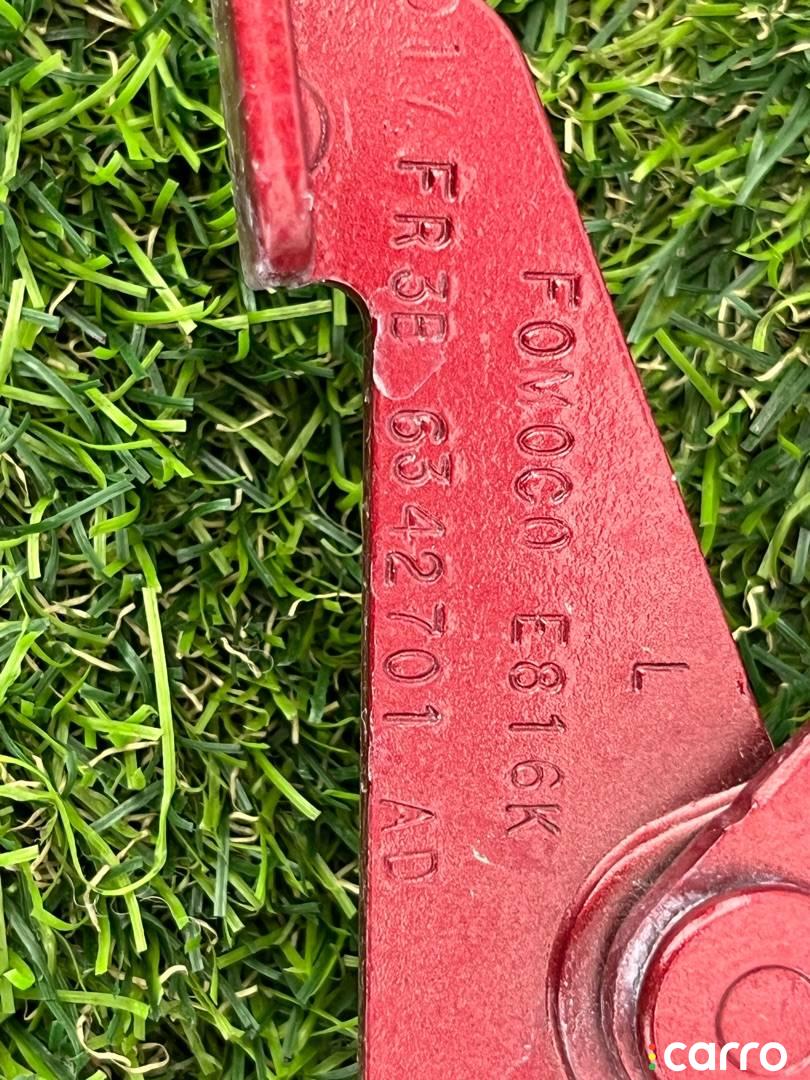 FR3B 6342701 AD
FOMOCO E816K
L
carro